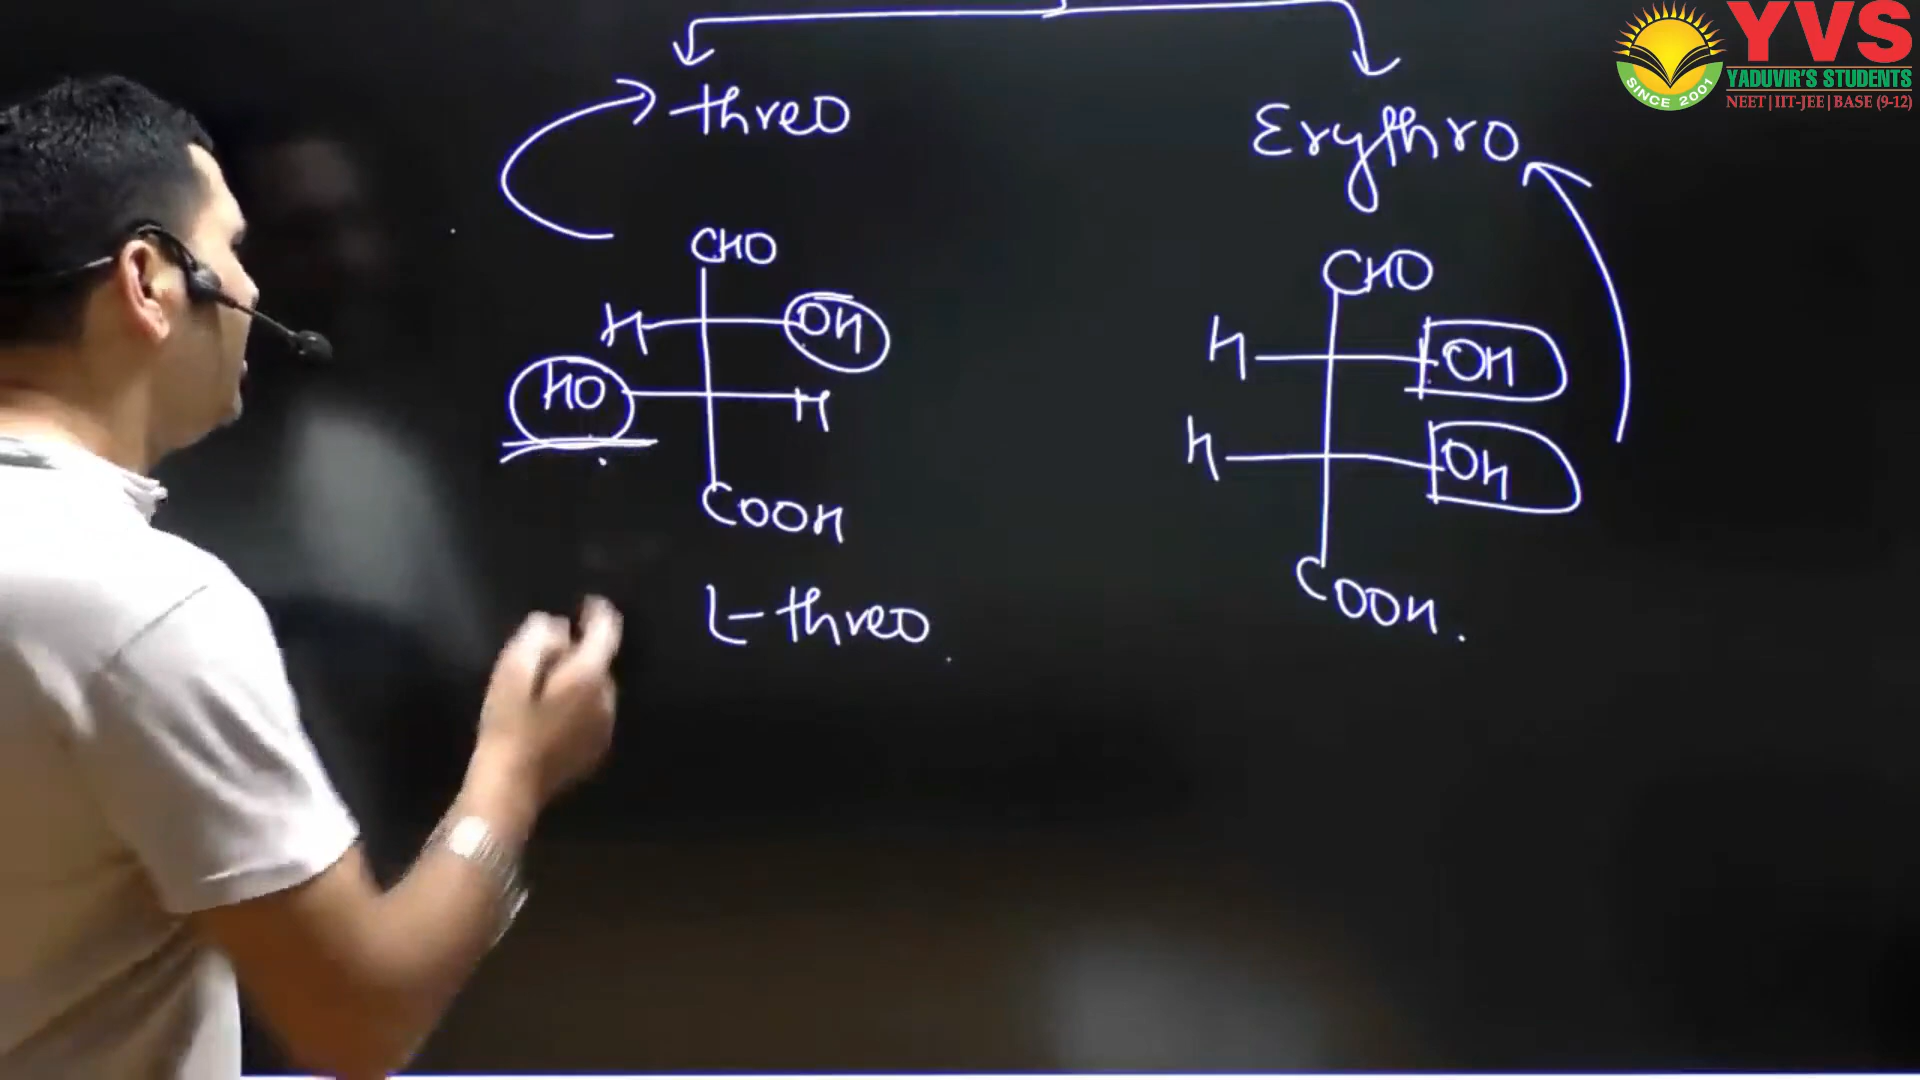 YVS
YADUVIR'S STUDENTS
NEET | IIT-JEE | BASE (9-12)
SINCE 2001
threo
Erythro
CHO
H OH
HO H
COOH
L-threo
CHO
H OH
H OH
COOH.